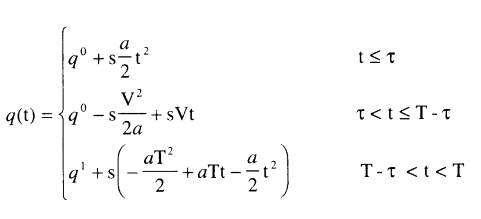 q⁰ + s a/2 t²    t ≤ τ
q(t) = { q⁰ − s V²/2a + sVt    τ < t ≤ T - τ
q¹ + s( − aT²/2 + aTt − a/2 t² )    T - τ < t < T